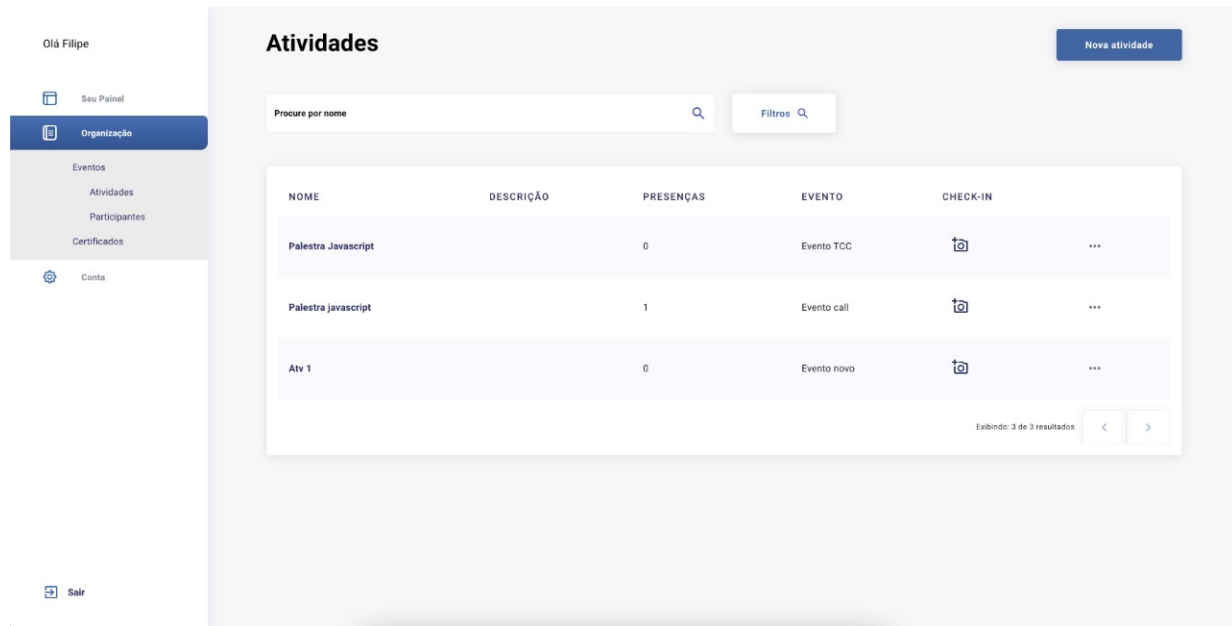 Olá Filipe
Seu Painel
Organização
Eventos
Atividades
Participantes
Certificados
Conta
Sair
Atividades
Nova atividade
Procure por nome
Filtros
NOME DESCRIÇÃO PRESENÇAS EVENTO CHECK-IN
Palestra Javascript 0 Evento TCC ...
Palestra javascript 1 Evento call ...
Atv 1 0 Evento novo ...
Exibindo: 3 de 3 resultados < >